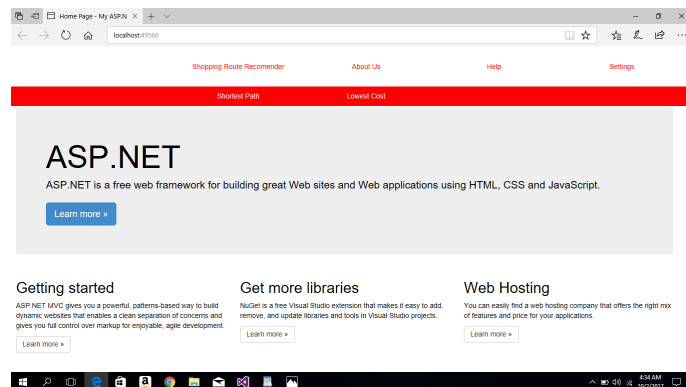 Home Page - My ASP.N
localhost:49560
Shopping Route Recomender About Us Help Settings
Shortest Path Lowest Cost
ASP.NET
ASP.NET is a free web framework for building great Web sites and Web applications using HTML, CSS and JavaScript.
Learn more »
Getting started
ASP.NET MVC gives you a powerful, patterns-based way to build
dynamic websites that enables a clean separation of concerns and
gives you full control over markup for enjoyable, agile development.
Learn more »
Get more libraries
NuGet is a free Visual Studio extension that makes it easy to add,
remove, and update libraries and tools in Visual Studio projects.
Learn more »
Web Hosting
You can easily find a web hosting company that offers the right mix
of features and price for your applications.
Learn more »
4:34 AM
10/2/2017